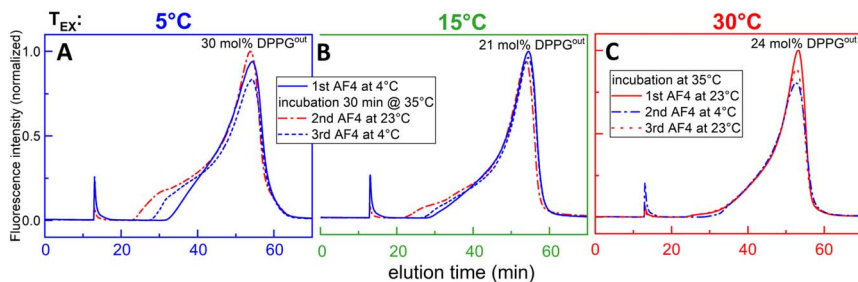 T_EX: 5°C 15°C 30°C
A 30 mol% DPPG^out
B 21 mol% DPPG^out
C 24 mol% DPPG^out
Fluorescence intensity (normalized)
1.0
0.5
0.0
1st AF4 at 4°C
incubation 30 min @ 35°C
2nd AF4 at 23°C
3rd AF4 at 4°C
incubation at 35°C
1st AF4 at 23°C
2nd AF4 at 4°C
3rd AF4 at 23°C
0 20 40 60 0 20 40 60 0 20 40 60
elution time (min)